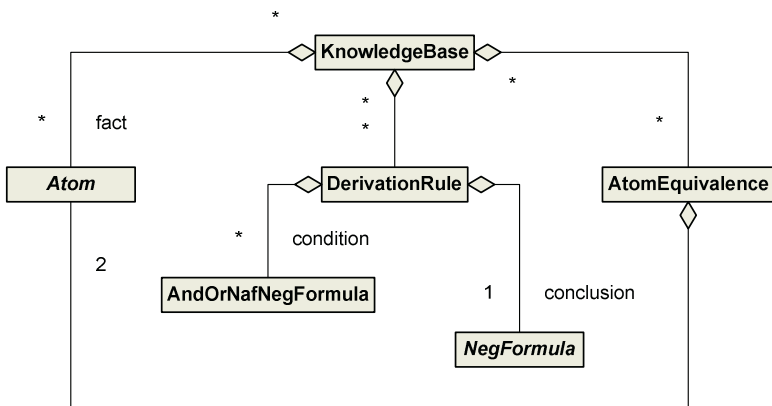 *
KnowledgeBase
*
*
*
fact
*
*
Atom
DerivationRule
AtomEquivalence
*
condition
2
AndOrNafNegFormula
1
conclusion
NegFormula